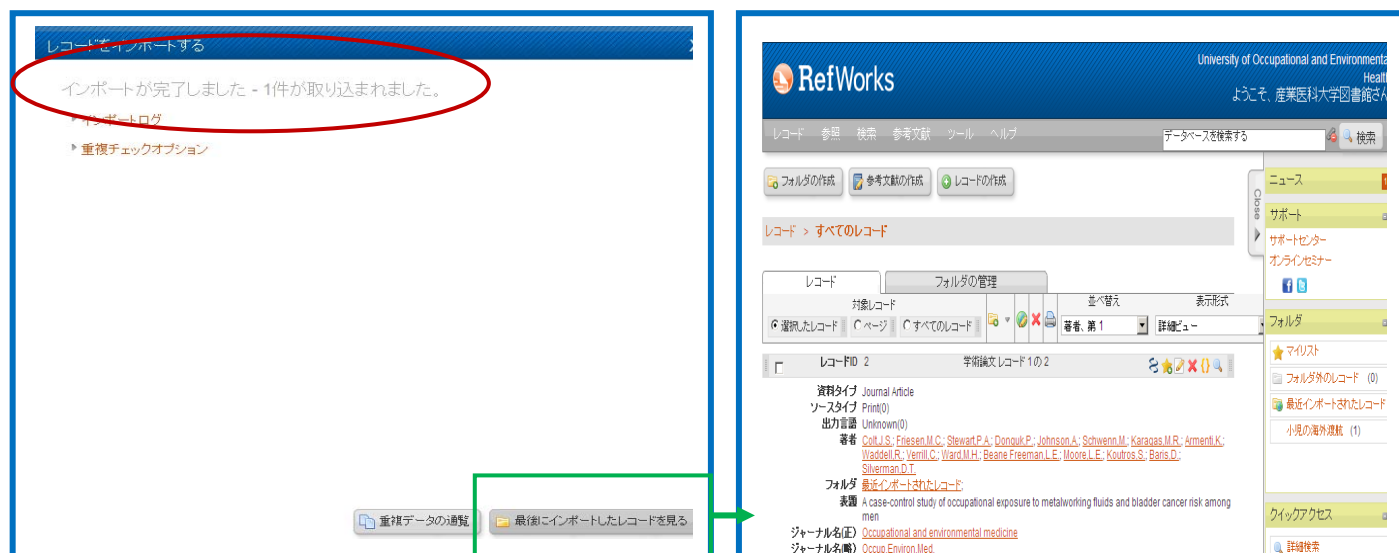 レコードをインポートする
インポートが完了しました - 1件が取り込まれました。
インポートログ
重複チェックオプション
重複データの通覧
最後にインポートしたレコードを見る
RefWorks
University of Occupational and Environmenta
Healt
ようこそ、産業医科大学図書館さん
レコード 参照 検索 参考文献 ツール ヘルプ
データベースを検索する
検索
フォルダの作成 参考文献の作成 レコードの作成
レコード > すべてのレコード
レコード フォルダの管理
対象レコード 並べ替え 表示形式
選択したレコード ページ すべてのレコード 著者、第 1 詳細ビュー
レコードID 2 学術論文 レコード 1 の 2
資料タイプ Journal Article
ソースタイプ Print(0)
出力言語 Unknown(0)
著者 Colt,J.S.; Friesen,M.C.; Stewart,P.A.; Donguk,P.; Johnson,A.; Schwenn,M.; Karagas,M.R.; Armenti,K.;
Waddell,R.; Verrill,C.; Ward,M.H.; Beane Freeman,L.E.; Moore,L.E.; Koutros,S.; Baris,D.;
Silverman,D.T.
フォルダ 最近インポートされたレコード;
表題 A case-control study of occupational exposure to metalworking fluids and bladder cancer risk among
men
ジャーナル名(正) Occupational and environmental medicine
ジャーナル名(略) Occup.Environ.Med.
Close
ニュース
サポート
サポートセンター
オンラインセミナー
フォルダ
マイリスト
フォルダ外のレコード (0)
最近インポートされたレコード
小児の海外渡航 (1)
クイックアクセス
詳細検索